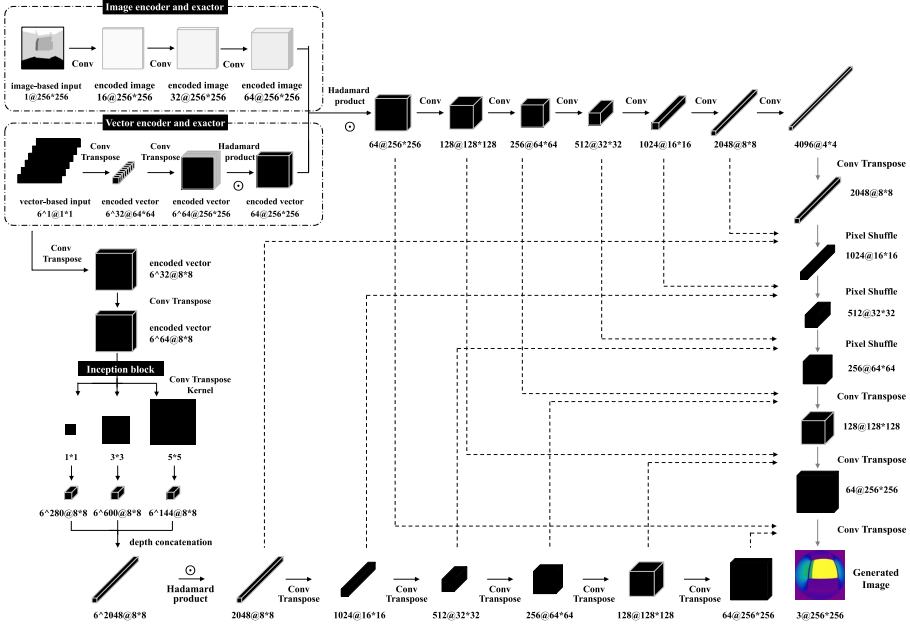 Image encoder and exactor
Conv
Conv
Conv
image-based input
1@256*256
encoded image
16@256*256
encoded image
32@256*256
encoded image
64@256*256
Vector encoder and exactor
Conv
Transpose
Conv
Transpose
Hadamard
product
vector-based input
6^1@1*1
encoded vector
6^32@64*64
encoded vector
6^64@256*256
encoded vector
64@256*256
Hadamard
product
Conv
Conv
Conv
Conv
Conv
Conv
64@256*256
128@128*128
256@64*64
512@32*32
1024@16*16
2048@8*8
4096@4*4
Conv Transpose
2048@8*8
Pixel Shuffle
1024@16*16
Pixel Shuffle
512@32*32
Pixel Shuffle
256@64*64
Conv Transpose
128@128*128
Conv Transpose
64@256*256
Conv Transpose
Generated
Image
3@256*256
Conv
Transpose
encoded vector
6^32@8*8
Conv Transpose
encoded vector
6^64@8*8
Inception block
Conv Transpose
Kernel
1*1
3*3
5*5
6^280@8*8
6^600@8*8
6^144@8*8
depth concatenation
6^2048@8*8
Hadamard
product
2048@8*8
Conv
Transpose
1024@16*16
Conv
Transpose
512@32*32
Conv
Transpose
256@64*64
Conv
Transpose
128@128*128
Conv
Transpose
64@256*256